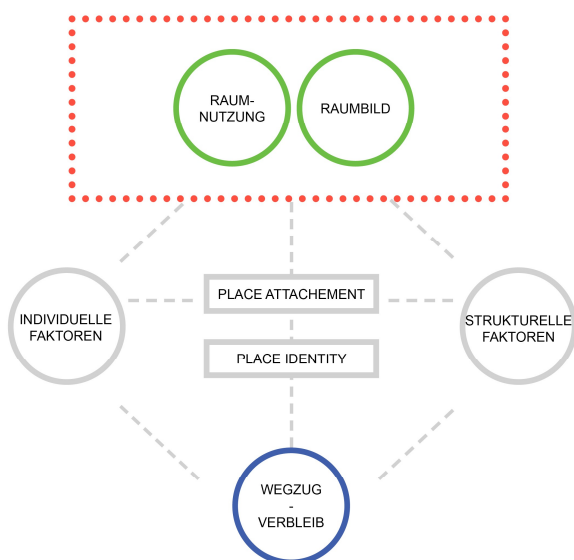 RAUM-
NUTZUNG
RAUMBILD
PLACE ATTACHEMENT
INDIVIDUELLE
FAKTOREN
STRUKTURELLE
FAKTOREN
PLACE IDENTITY
WEGZUG
-
VERBLEIB